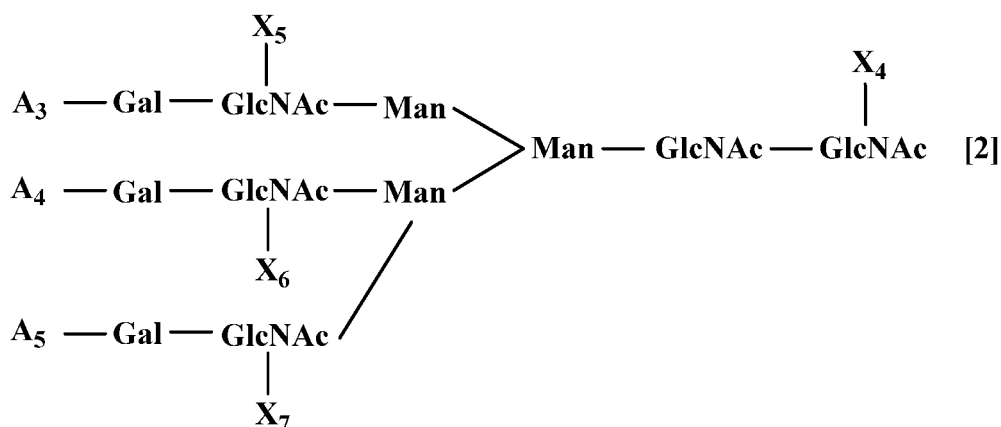 X5 X4
A3 Gal GlcNAc Man
Man GlcNAc GlcNAc [2]
A4 Gal GlcNAc Man
X6
A5 Gal GlcNAc
X7